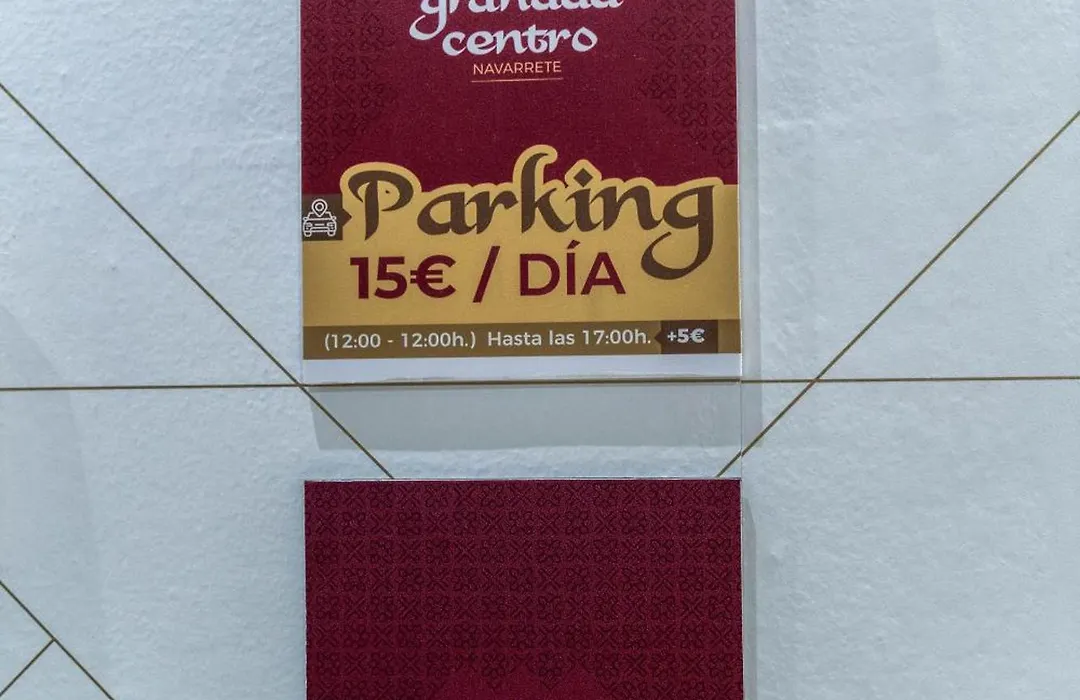 granada
centro
NAVARRETE
Parking
15€ / DÍA
(12:00 - 12:00h.) Hasta las 17:00h. +5€